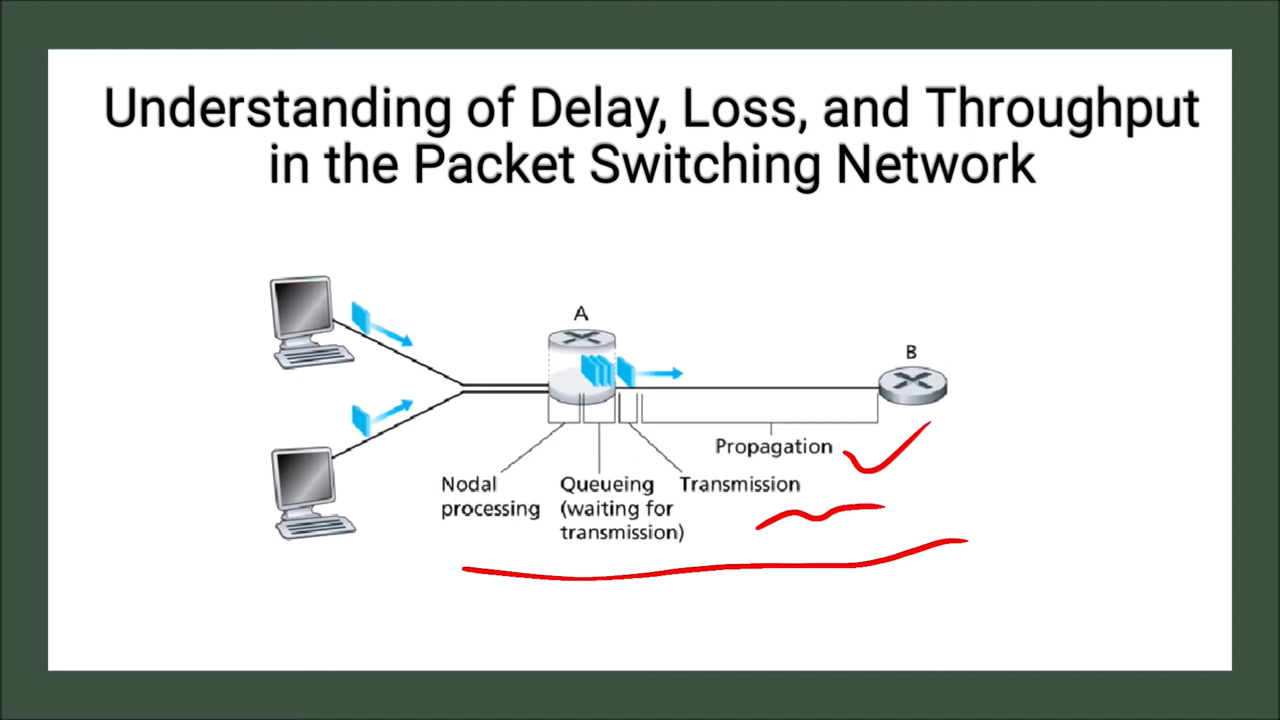 Understanding of Delay, Loss, and Throughput
in the Packet Switching Network
A
B
Propagation
Nodal
processing
Queueing
(waiting for
transmission)
Transmission